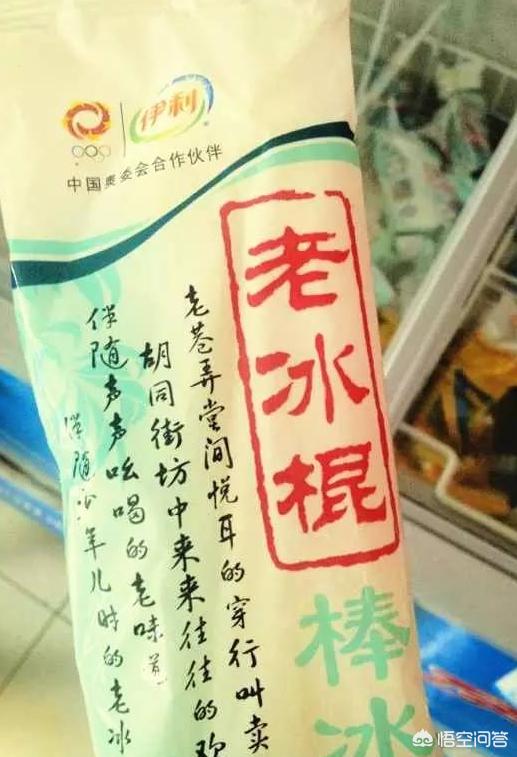 伊利
中国奥委会合作伙伴
老冰棍
棒冰
老巷弄堂间悦耳的穿行叫卖
胡同街坊中来来往往的欢
伴随声声吆喝的老味道
伴随少年儿时的老冰
悟空问答